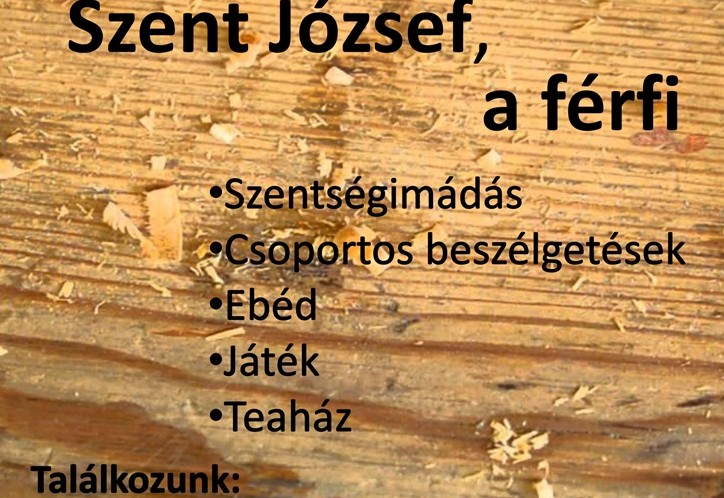 Szent József,
a férfi
•Szentségimádás
•Csoportos beszélgetések
•Ebéd
•Játék
•Teaház
Találkozunk: